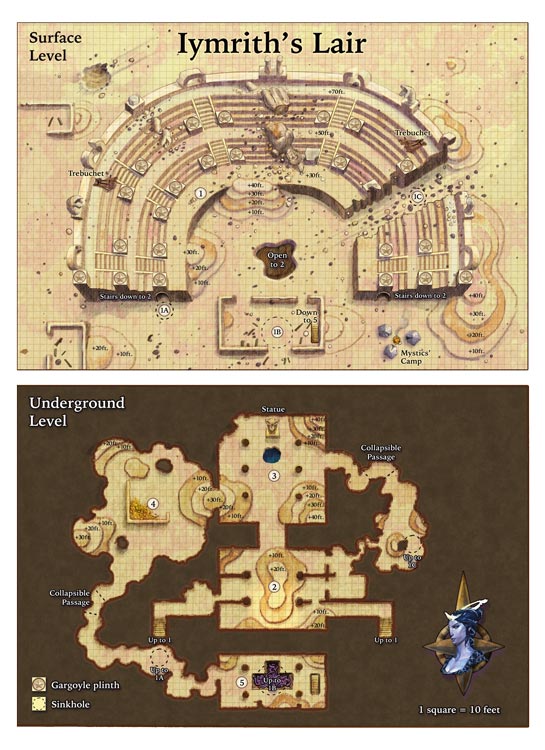 Surface
Level
Iymrith's Lair
+70ft.
+50ft.
Trebuchet
+30ft.
Trebuchet
1
+40ft.
+30ft.
+20ft.
+10ft.
1C
+30ft.
+20ft.
+10ft.
Open
to 2
Stairs down to 2
1A
Stairs down to 2
+40ft.
+30ft.
+20ft.
+10ft.
Down
to 5
1B
+20ft.
+10ft.
Mystics'
Camp
Underground
Level
Statue
+40ft.
+30ft.
+20ft.
+10ft.
Collapsible
Passage
+20ft.
+10ft.
3
4
+20ft.
+30ft.
+20ft.
+10ft.
+10ft.
+20ft.
+30ft.
+40ft.
+10ft.
+20ft.
+30ft.
Up to
1C
+10ft.
+20ft.
2
Collapsible
Passage
+10ft.
+20ft.
Up to 1
Up to 1
Up to
1A
5
Up to
1B
Gargoyle plinth
Sinkhole
1 square = 10 feet